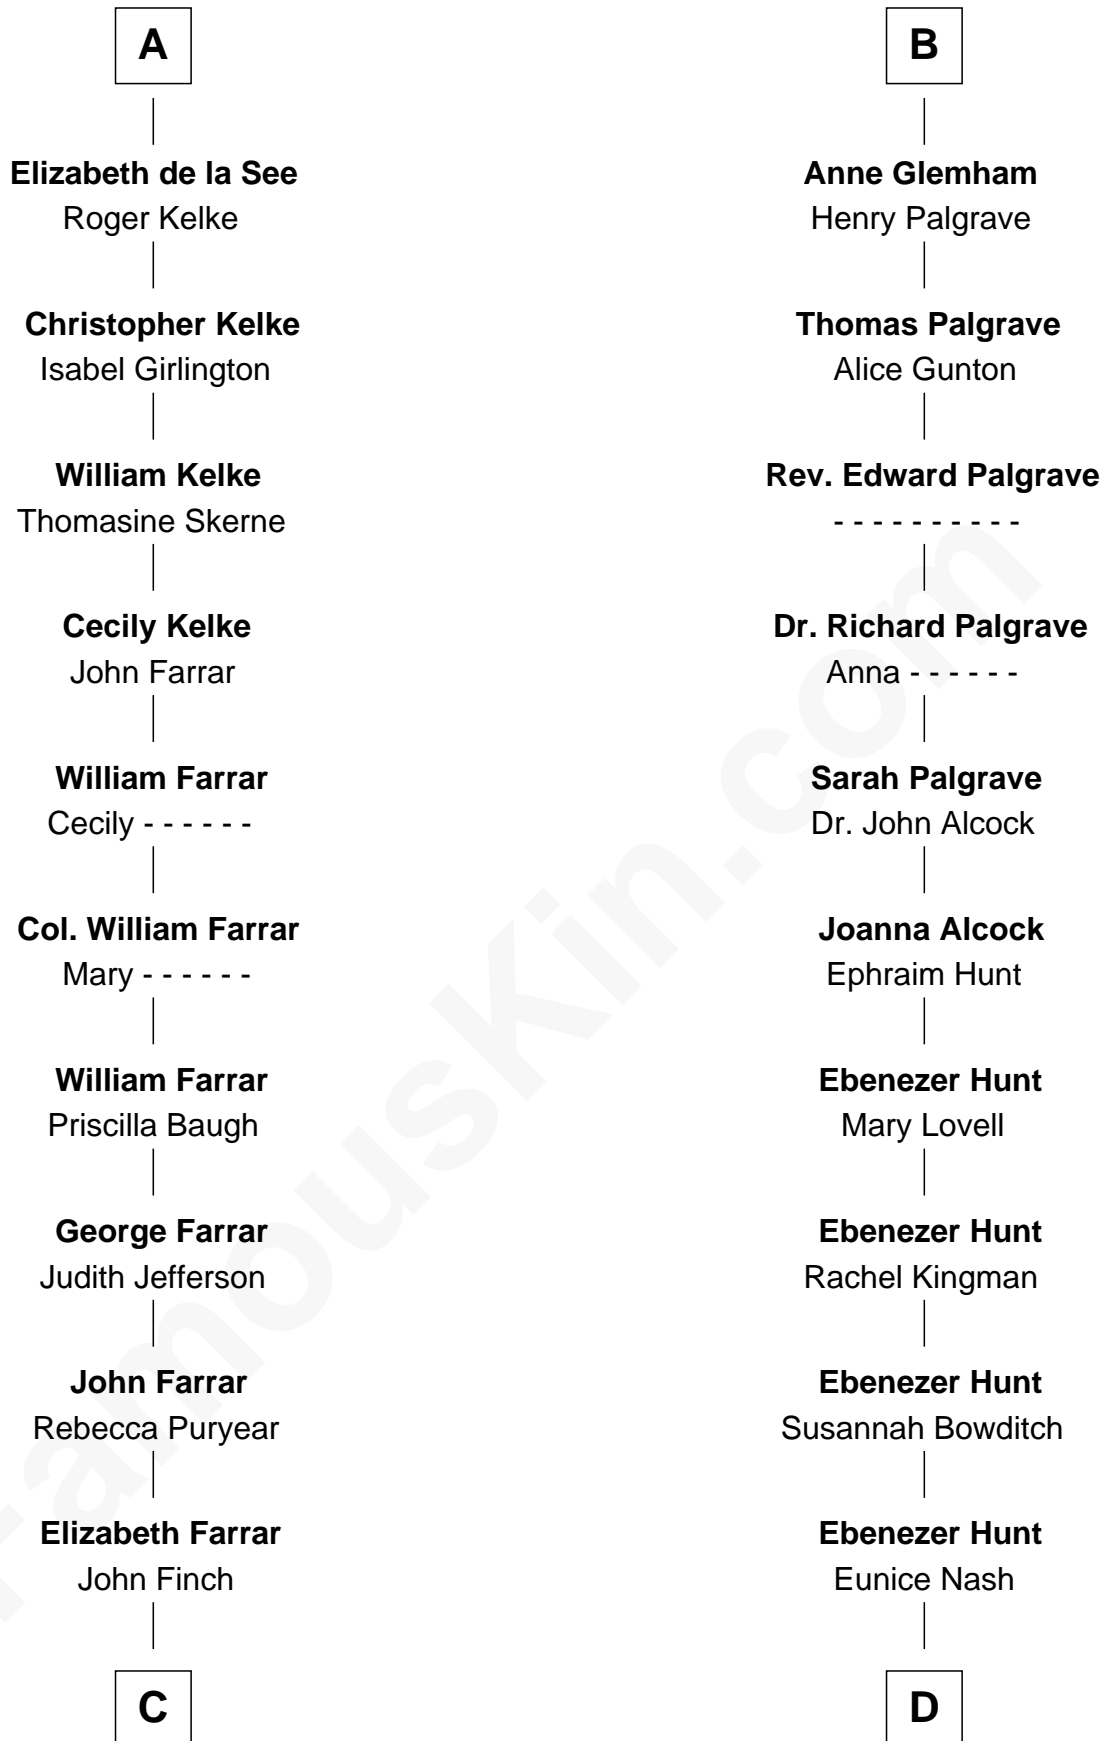 A
Elizabeth de la See
Roger Kelke
Christopher Kelke
Isabel Girlington
William Kelke
Thomasine Skerne
Cecily Kelke
John Farrar
William Farrar
Cecily - - - - - -
Col. William Farrar
Mary - - - - - -
William Farrar
Priscilla Baugh
George Farrar
Judith Jefferson
John Farrar
Rebecca Puryear
Elizabeth Farrar
John Finch
C
B
Anne Glemham
Henry Palgrave
Thomas Palgrave
Alice Gunton
Rev. Edward Palgrave
- - - - - - - - - -
Dr. Richard Palgrave
Anna - - - - - -
Sarah Palgrave
Dr. John Alcock
Joanna Alcock
Ephraim Hunt
Ebenezer Hunt
Mary Lovell
Ebenezer Hunt
Rachel Kingman
Ebenezer Hunt
Susannah Bowditch
Ebenezer Hunt
Eunice Nash
D
FamousKin.com